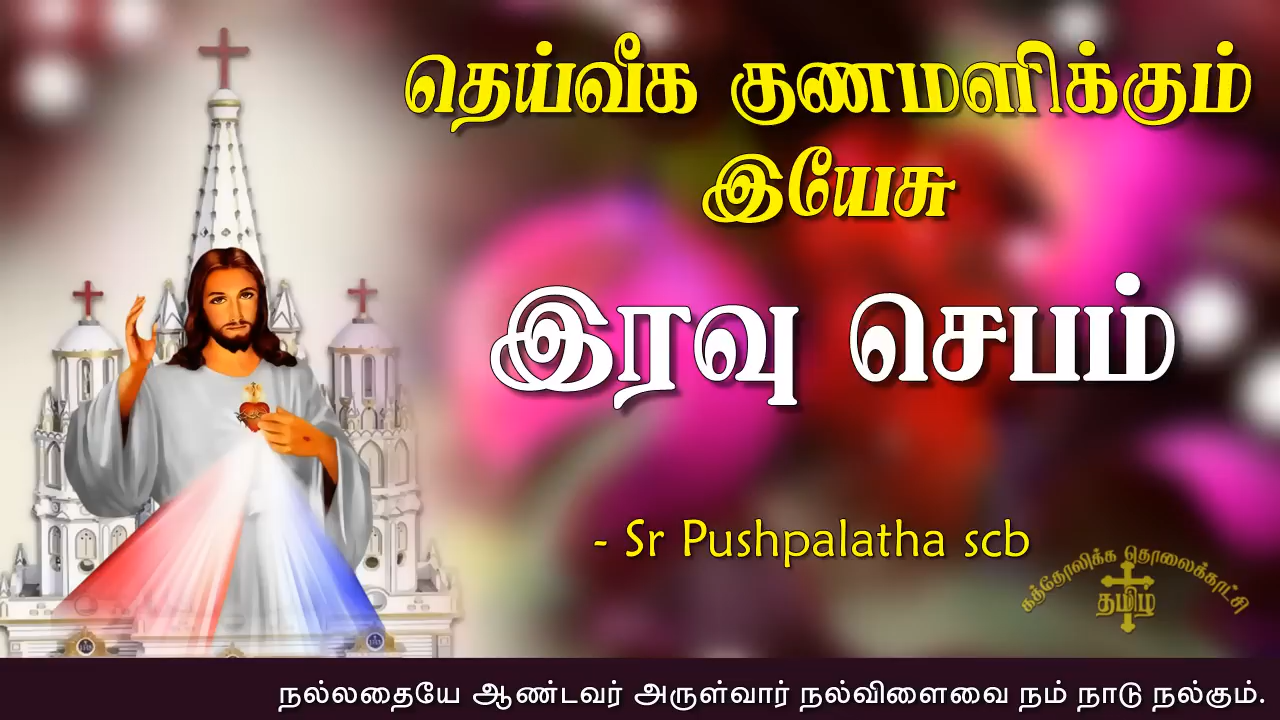 தெய்வீக குணமளிக்கும்
இயேசு
இரவு செபம்
- Sr Pushpalatha scb
கத்தோலிக்க தொலைக்காட்சி
தமிழ்
நல்லதையே ஆண்டவர் அருள்வார் நல்விளைவை நம் நாடு நல்கும்.